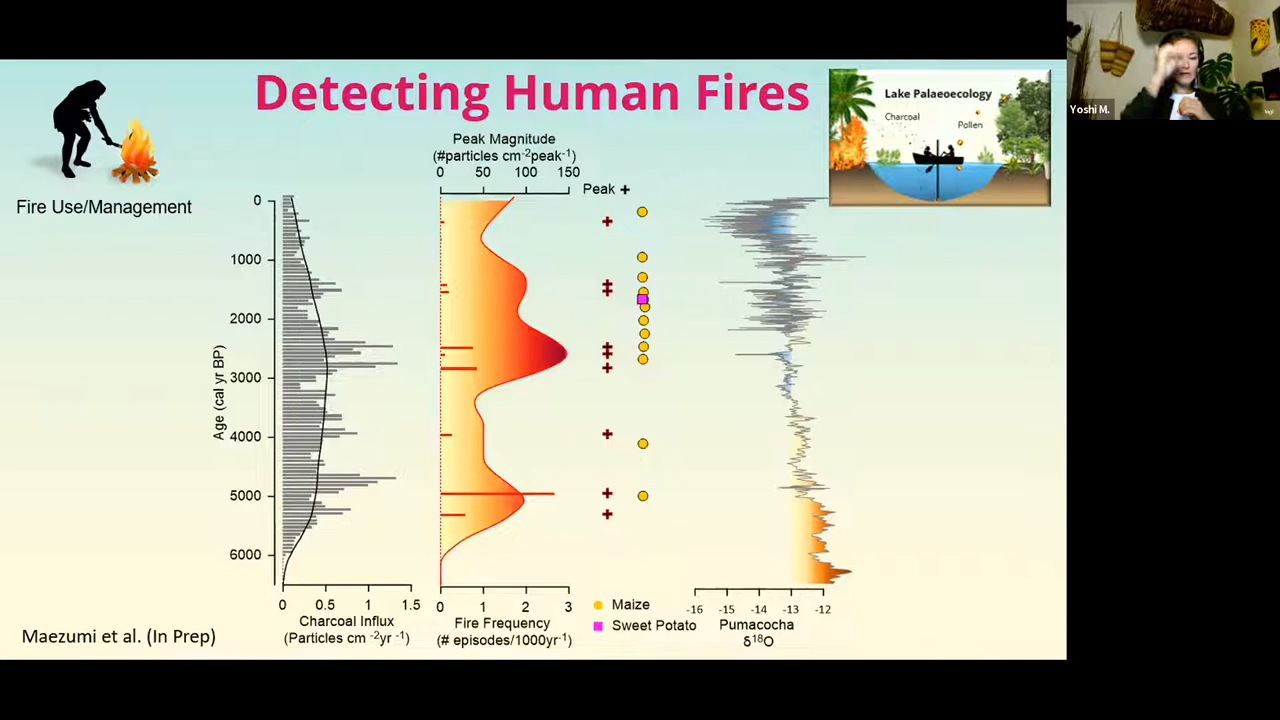 Detecting Human Fires
Fire Use/Management
Lake Palaeoecology
Charcoal
Pollen
Yoshi M.
Peak Magnitude
(#particles cm-2peak-1)
0 50 100 150
Peak +
Age (cal yr BP)
0
1000
2000
3000
4000
5000
6000
0 0.5 1 1.5
Charcoal Influx
(Particles cm -2yr -1)
0 1 2 3
Fire Frequency
(# episodes/1000yr-1)
Maize
Sweet Potato
-16 -15 -14 -13 -12
Pumacocha
δ18O
Maezumi et al. (In Prep)